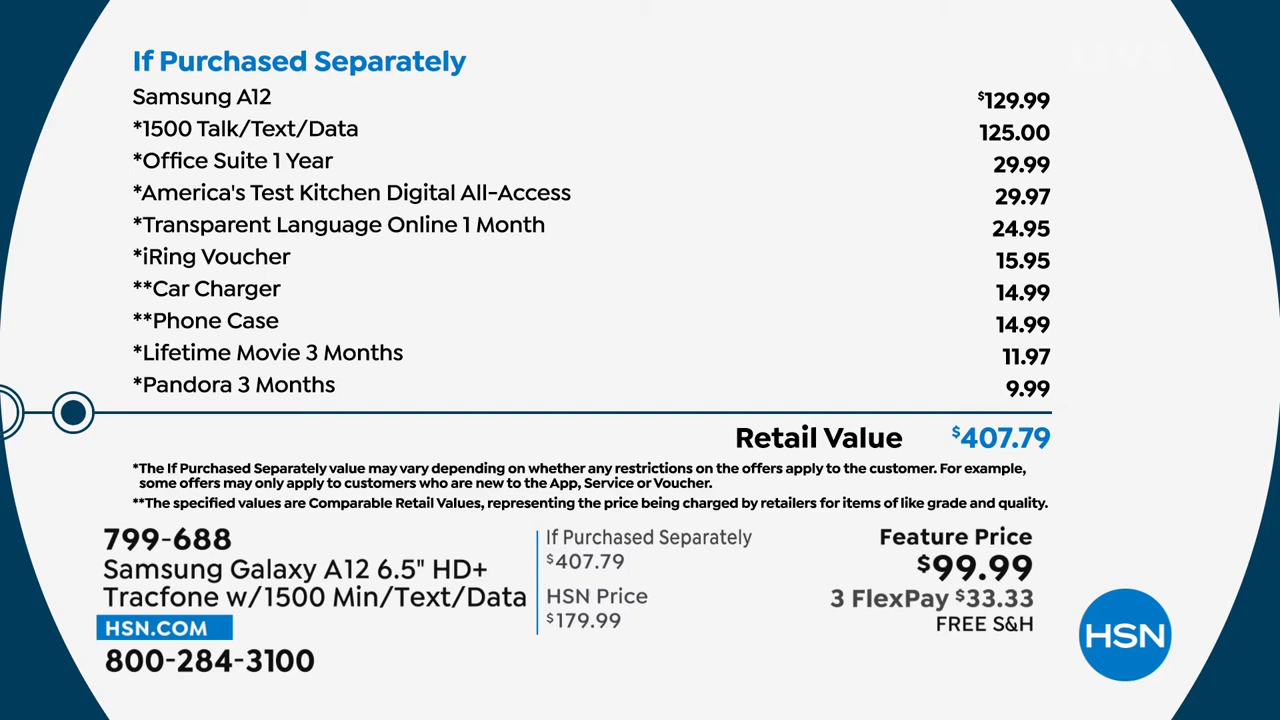 If Purchased Separately
Samsung A12 $129.99
*1500 Talk/Text/Data 125.00
*Office Suite 1 Year 29.99
*America's Test Kitchen Digital All-Access 29.97
*Transparent Language Online 1 Month 24.95
*iRing Voucher 15.95
**Car Charger 14.99
**Phone Case 14.99
*Lifetime Movie 3 Months 11.97
*Pandora 3 Months 9.99
Retail Value $407.79
*The If Purchased Separately value may vary depending on whether any restrictions on the offers apply to the customer. For example,
some offers may only apply to customers who are new to the App, Service or Voucher.
**The specified values are Comparable Retail Values, representing the price being charged by retailers for items of like grade and quality.
799-688
Samsung Galaxy A12 6.5" HD+
Tracfone w/1500 Min/Text/Data
HSN.COM
800-284-3100
If Purchased Separately
$407.79
HSN Price
$179.99
Feature Price
$99.99
3 FlexPay $33.33
FREE S&H
HSN